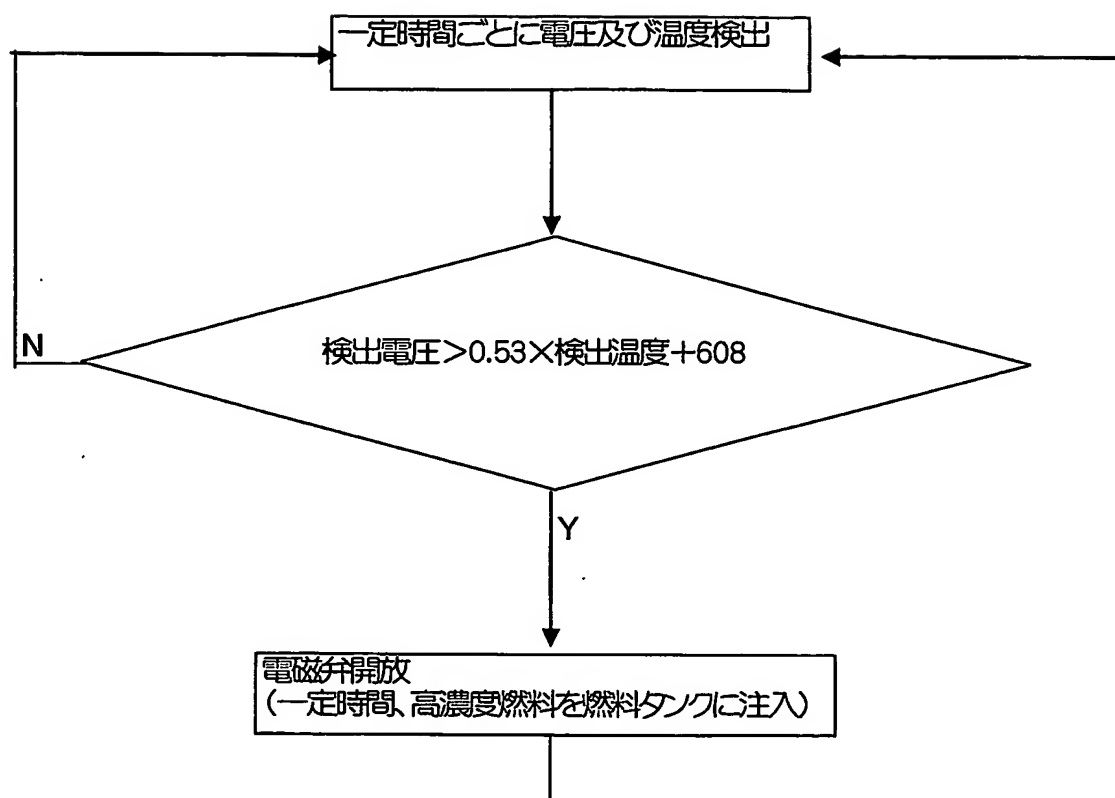 一定時間ごとに電圧及び温度検出
検出電圧>0.53×検出温度+608
N
Y
電磁弁開放
(一定時間、高濃度燃料を燃料タンクに注入)